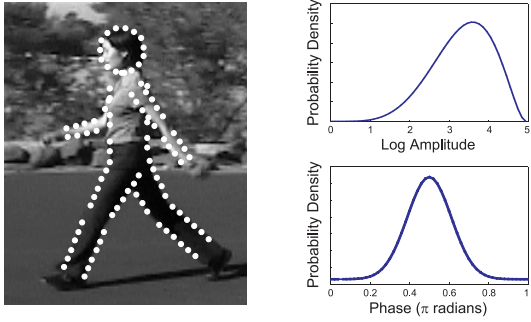 Probability Density
0 1 2 3 4 5
Log Amplitude
Probability Density
0 0.2 0.4 0.6 0.8 1
Phase (π radians)